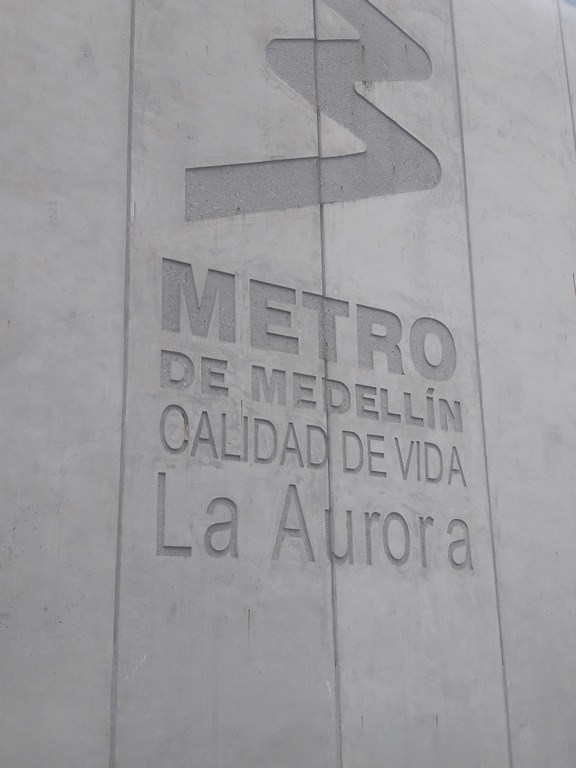 METRO
DE MEDELLÍN
CALIDAD DE VIDA
La Aurora